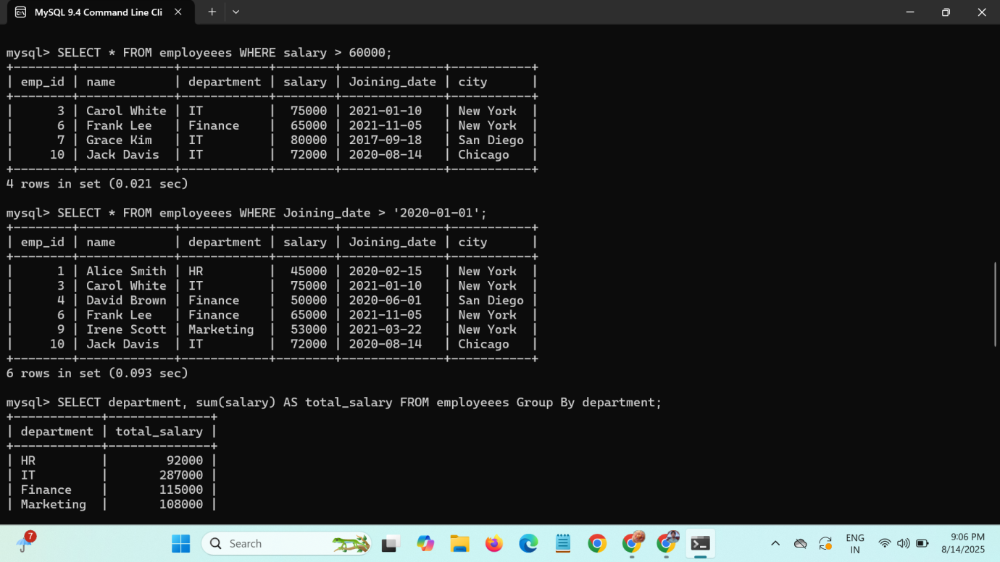 MySQL 9.4 Command Line Cli
mysql> SELECT * FROM employeees WHERE salary > 60000;
+--------+-------------+------------+--------+--------------+-----------+
| emp_id | name        | department | salary | Joining_date | city      |
+--------+-------------+------------+--------+--------------+-----------+
|      3 | Carol White | IT         |  75000 | 2021-01-10   | New York  |
|      6 | Frank Lee   | Finance    |  65000 | 2021-11-05   | New York  |
|      7 | Grace Kim   | IT         |  80000 | 2017-09-18   | San Diego |
|     10 | Jack Davis  | IT         |  72000 | 2020-08-14   | Chicago   |
+--------+-------------+------------+--------+--------------+-----------+
4 rows in set (0.021 sec)
mysql> SELECT * FROM employeees WHERE Joining_date > '2020-01-01';
+--------+-------------+------------+--------+--------------+-----------+
| emp_id | name        | department | salary | Joining_date | city      |
+--------+-------------+------------+--------+--------------+-----------+
|      1 | Alice Smith | HR         |  45000 | 2020-02-15   | New York  |
|      3 | Carol White | IT         |  75000 | 2021-01-10   | New York  |
|      4 | David Brown | Finance    |  50000 | 2020-06-01   | San Diego |
|      6 | Frank Lee   | Finance    |  65000 | 2021-11-05   | New York  |
|      9 | Irene Scott | Marketing  |  53000 | 2021-03-22   | New York  |
|     10 | Jack Davis  | IT         |  72000 | 2020-08-14   | Chicago   |
+--------+-------------+------------+--------+--------------+-----------+
6 rows in set (0.093 sec)
mysql> SELECT department, sum(salary) AS total_salary FROM employeees Group By department;
+------------+--------------+
| department | total_salary |
+------------+--------------+
| HR         |        92000 |
| IT         |       287000 |
| Finance    |       115000 |
| Marketing  |       108000 |
7
Search
ENG
IN
9:06 PM
8/14/2025